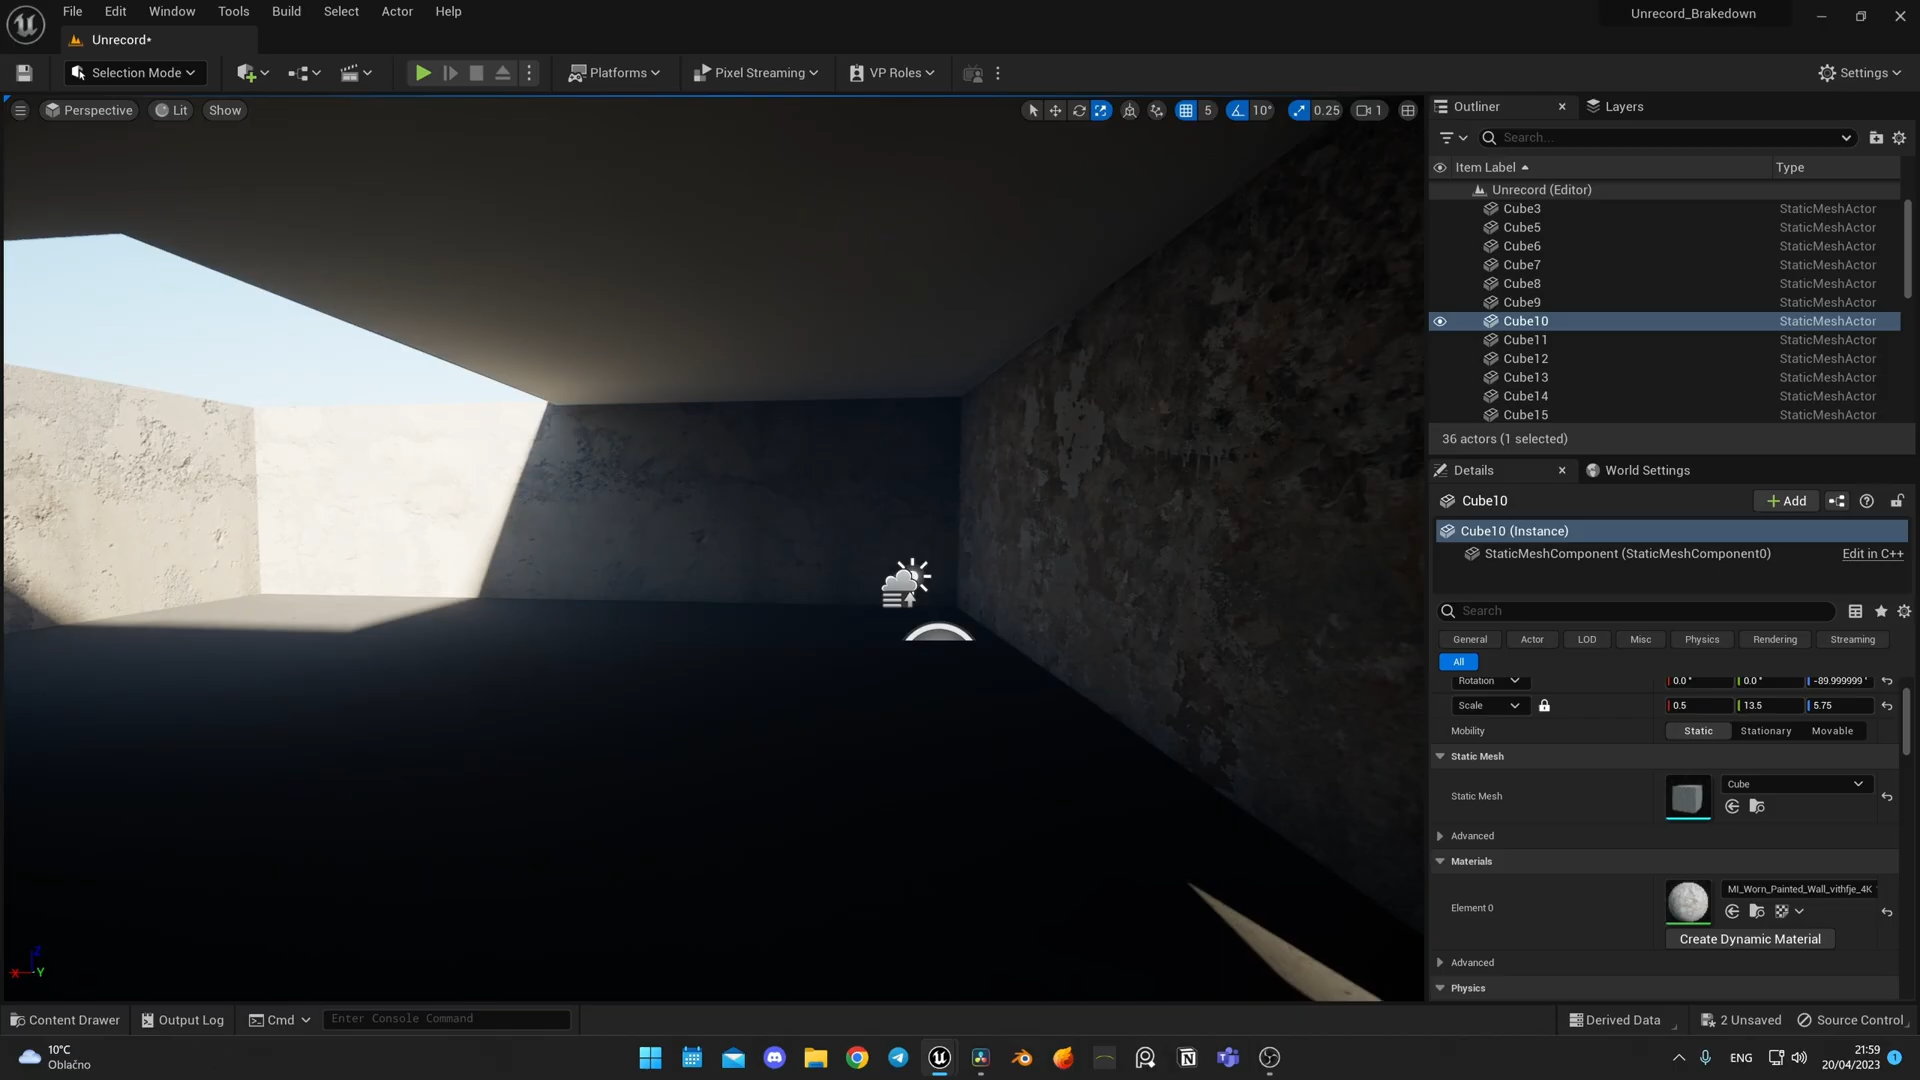 File Edit Window Tools Build Select Actor Help
Unrecord_Brakedown
Unrecord•
Selection Mode
Platforms
Pixel Streaming
VP Roles
Settings
Perspective Lit Show
5 10° 0.25 1
Outliner
Layers
Search...
Item Label Type
Unrecord (Editor)
Cube3 StaticMeshActor
Cube5 StaticMeshActor
Cube6 StaticMeshActor
Cube7 StaticMeshActor
Cube8 StaticMeshActor
Cube9 StaticMeshActor
Cube10 StaticMeshActor
Cube11 StaticMeshActor
Cube12 StaticMeshActor
Cube13 StaticMeshActor
Cube14 StaticMeshActor
Cube15 StaticMeshActor
36 actors (1 selected)
Details
World Settings
Cube10
Add
Cube10 (Instance)
StaticMeshComponent (StaticMeshComponent0) Edit in C++
Search
General Actor LOD Misc Physics Rendering Streaming
All
Rotation 0.0° 0.0° -89.999999°
Scale 0.5 13.5 5.75
Mobility Static Stationary Movable
Static Mesh
Static Mesh Cube
Advanced
Materials
MI_Worn_Painted_Wall_vithfje_4K
Element 0
Create Dynamic Material
Advanced
Physics
X Y Z
Content Drawer Output Log Cmd Enter Console Command
Derived Data 2 Unsaved Source Control
10°C
Oblačno
ENG
21:59
20/04/2023
1